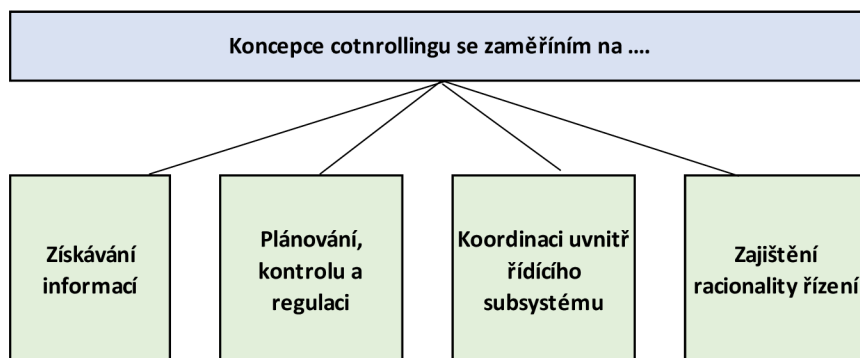 Koncepce cotnrollingu se zaměříním na ....
Získávání
informací
Plánování,
kontrolu a
regulaci
Koordinaci uvnitř
řídícího
subsystému
Zajištění
racionality řízení